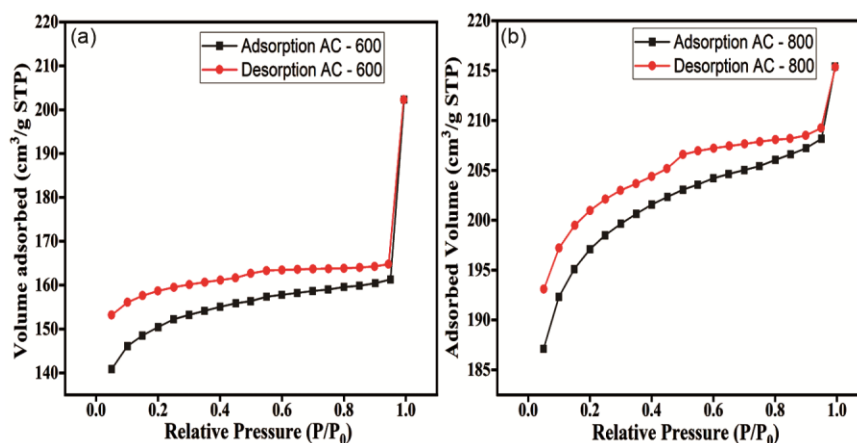 (a)
Adsorption AC - 600
Desorption AC - 600
Volume adsorbed (cm³/g STP)
220
210
200
190
180
170
160
150
140
0.0 0.2 0.4 0.6 0.8 1.0
Relative Pressure (P/P₀)
(b)
Adsorption AC - 800
Desorption AC - 800
Adsorbed Volume (cm³/g STP)
220
215
210
205
200
195
190
185
0.0 0.2 0.4 0.6 0.8 1.0
Relative Pressure (P/P₀)